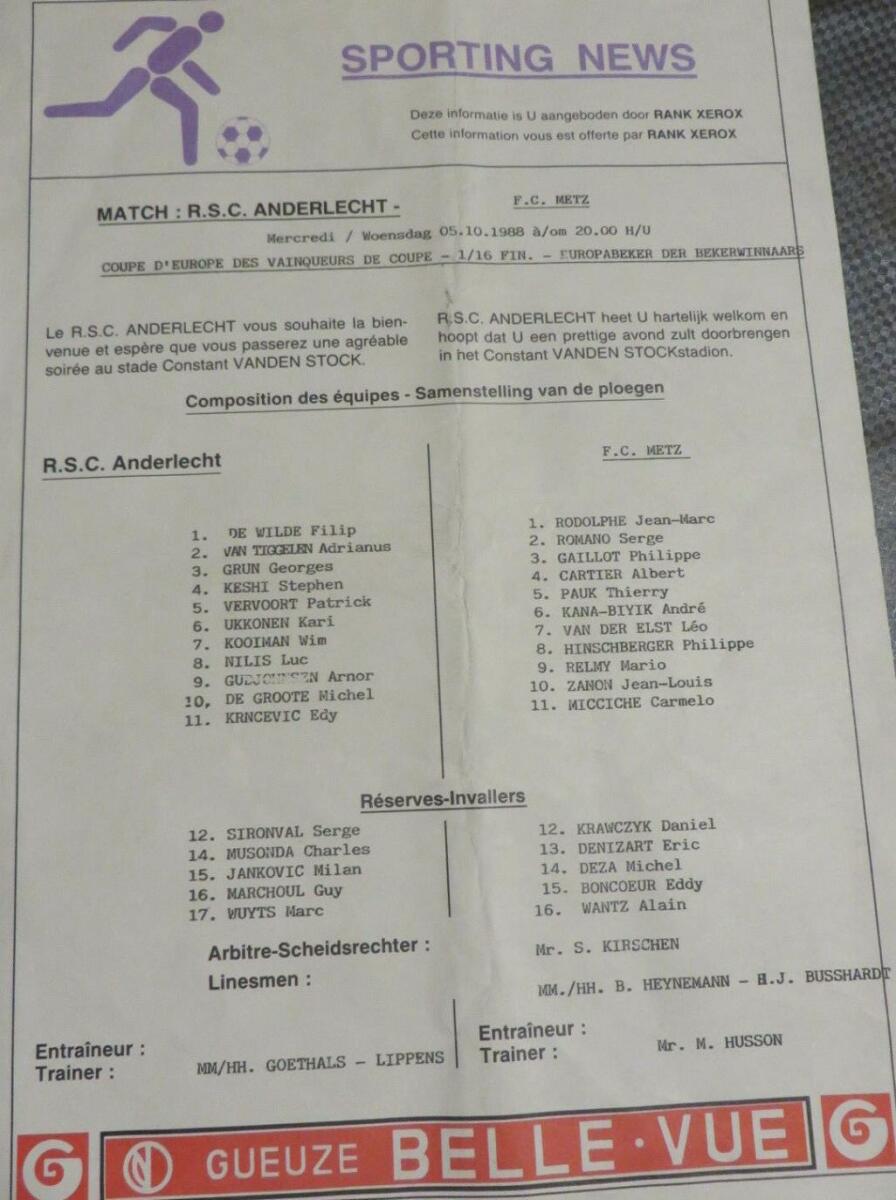 SPORTING NEWS
Deze informatie is U aangeboden door RANK XEROX
Cette information vous est offerte par RANK XEROX
MATCH : R.S.C. ANDERLECHT - F.C. METZ
Mercredi / Woensdag 05.10.1988 à/om 20.00 H/U
COUPE D'EUROPE DES VAINQUEURS DE COUPE - 1/16 FIN. - EUROPABEKER DER BEKERWINNAARS
Le R.S.C. ANDERLECHT vous souhaite la bien-
venue et espère que vous passerez une agréable
soirée au stade Constant VANDEN STOCK.
R.S.C. ANDERLECHT heet U hartelijk welkom en
hoopt dat U een prettige avond zult doorbrengen
in het Constant VANDEN STOCKstadion.
Composition des équipes - Samenstelling van de ploegen
R.S.C. Anderlecht
1. DE WILDE Filip
2. VAN TIGGELEN Adrianus
3. GRUN Georges
4. KESHI Stephen
5. VERVOORT Patrick
6. UKKONEN Kari
7. KOOIMAN Wim
8. NILIS Luc
9. GUDJOHNSEN Arnor
10, DE GROOTE Michel
11. KRNCEVIC Edy
F.C. METZ
1. RODOLPHE Jean-Marc
2. ROMANO Serge
3. GAILLOT Philippe
4. CARTIER Albert
5. PAUK Thierry
6. KANA-BIYIK André
7. VAN DER ELST Léo
8. HINSCHBERGER Philippe
9. RELMY Mario
10. ZANON Jean-Louis
11. MICCICHE Carmelo
Réserves-Invallers
12. SIRONVAL Serge
14. MUSONDA Charles
15. JANKOVIC Milan
16. MARCHOUL Guy
17. WUYTS Marc
12. KRAWCZYK Daniel
13. DENIZART Eric
14. DEZA Michel
15. BONCOEUR Eddy
16. WANTZ Alain
Arbitre-Scheidsrechter : Mr. S. KIRSCHEN
Linesmen : MM./HH. B. HEYNEMANN - H.J. BUSSHARDT
Entraîneur :
Trainer : MM/HH. GOETHALS - LIPPENS
Entraîneur :
Trainer : Mr. M. HUSSON
G GUEUZE BELLE·VUE G